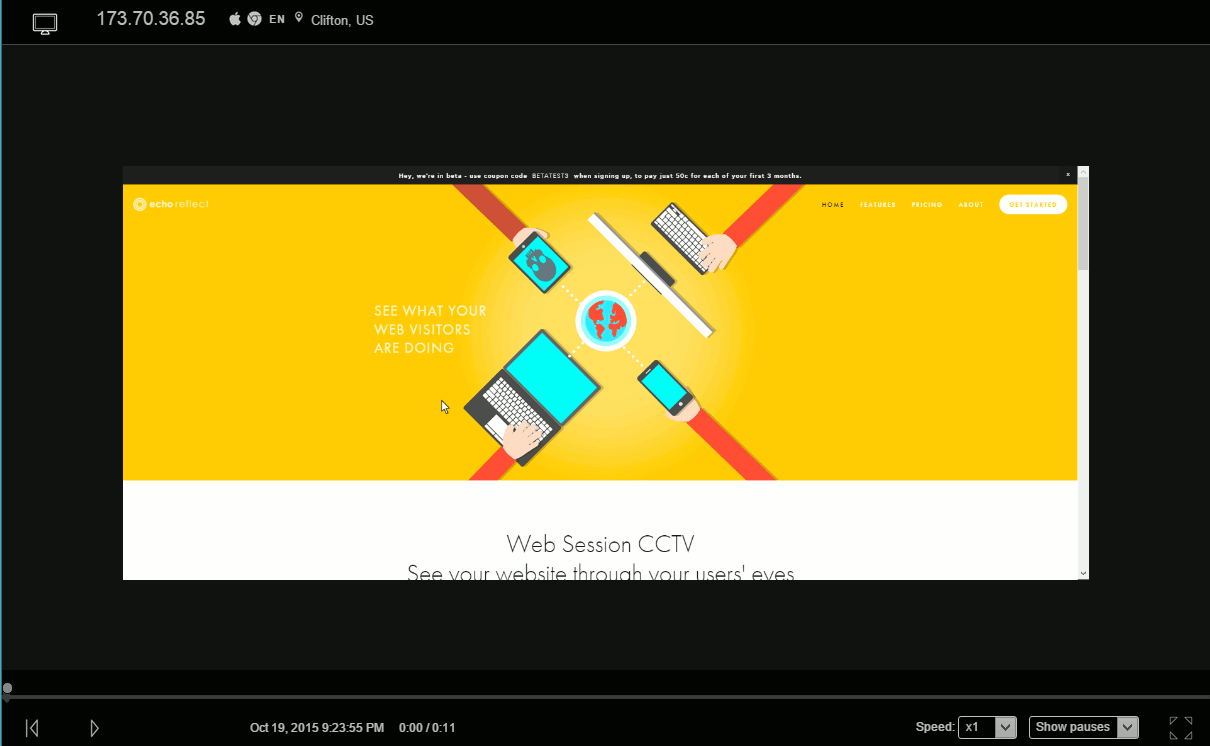 173.70.36.85 EN Clifton, US
Hey, we're in beta - use coupon code BETATEST3 when signing up, to pay just 50c for each of your first 3 months. ×
echo reflect HOME FEATURES PRICING ABOUT GET STARTED
SEE WHAT YOUR
WEB VISITORS
ARE DOING
Web Session CCTV
See your website through your users' eyes
Oct 19, 2015 9:23:55 PM 0:00 / 0:11 Speed: x1 Show pauses